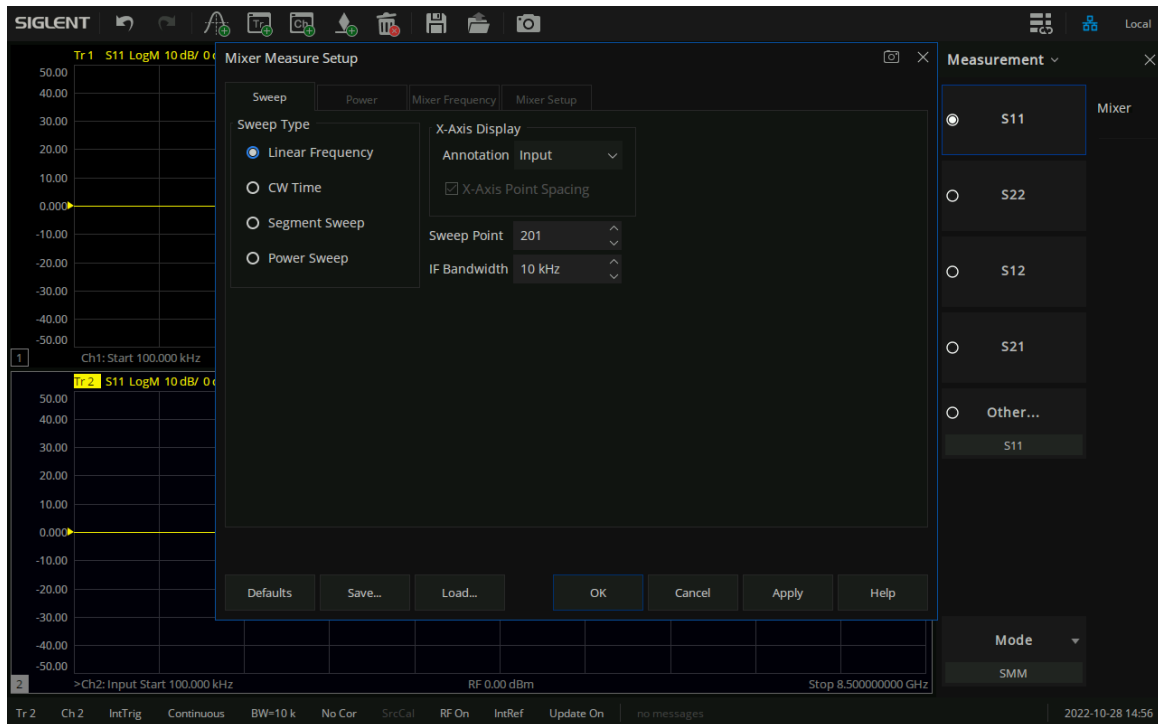 SIGLENT Tr Ch Local
Tr 1 S11 LogM 10 dB/ 0
50.00
40.00
30.00
20.00
10.00
0.000
-10.00
-20.00
-30.00
-40.00
-50.00
1 Ch1: Start 100.000 kHz
Tr 2 S11 LogM 10 dB/ 0
50.00
40.00
30.00
20.00
10.00
0.000
-10.00
-20.00
-30.00
-40.00
-50.00
2 >Ch2: Input Start 100.000 kHz RF 0.00 dBm Stop 8.500000000 GHz
Mixer Measure Setup
Sweep Power Mixer Frequency Mixer Setup
Sweep Type
Linear Frequency
CW Time
Segment Sweep
Power Sweep
X-Axis Display
Annotation Input
X-Axis Point Spacing
Sweep Point 201
IF Bandwidth 10 kHz
Defaults Save... Load... OK Cancel Apply Help
Measurement
S11
Mixer
S22
S12
S21
Other...
S11
Mode
SMM
Tr 2 Ch 2 IntTrig Continuous BW=10 k No Cor SrcCal RF On IntRef Update On no messages 2022-10-28 14:56